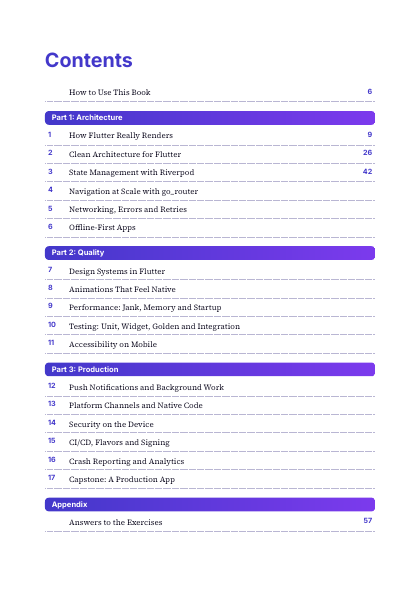 Contents
How to Use This Book 6
Part 1: Architecture
1 How Flutter Really Renders 9
2 Clean Architecture for Flutter 26
3 State Management with Riverpod 42
4 Navigation at Scale with go_router
5 Networking, Errors and Retries
6 Offline-First Apps
Part 2: Quality
7 Design Systems in Flutter
8 Animations That Feel Native
9 Performance: Jank, Memory and Startup
10 Testing: Unit, Widget, Golden and Integration
11 Accessibility on Mobile
Part 3: Production
12 Push Notifications and Background Work
13 Platform Channels and Native Code
14 Security on the Device
15 CI/CD, Flavors and Signing
16 Crash Reporting and Analytics
17 Capstone: A Production App
Appendix
Answers to the Exercises 57